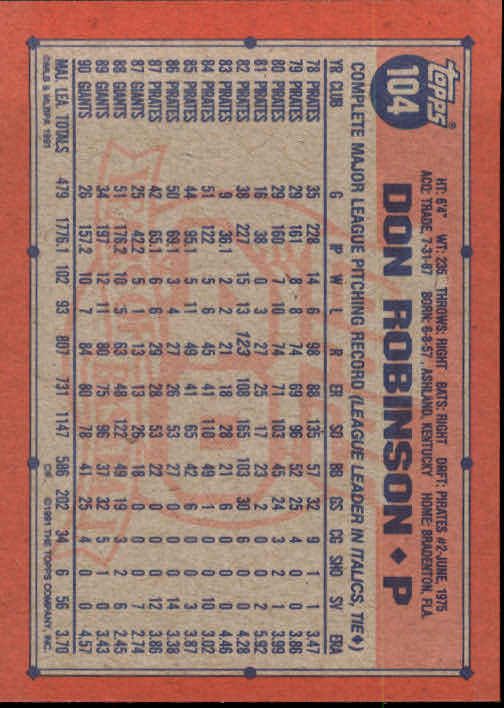 topps®
104
DON ROBINSON ◆ P
HT: 6'4" WT: 236 THROWS: RIGHT BATS: RIGHT DRFT: PIRATES #2-JUNE, 1975
ACQ: TRADE, 7-31-87 BORN: 6-8-57, ASHLAND, KENTUCKY HOME: BRADENTON, FLA.
COMPLETE MAJOR LEAGUE PITCHING RECORD (LEAGUE LEADER IN ITALICS, TIE ◆)
YR CLUB G IP W L R ER SO BB GS CG SHO SV ERA
78 PIRATES 35 228 14 6 98 88 135 57 32 9 1 1 3.47
79 PIRATES 29 161 8 8 74 69 96 52 25 4 0 0 3.86
80 PIRATES 29 160 7 10 74 71 103 45 24 3 2 1 3.99
81 PIRATES 16 38 0 3 27 25 17 23 2 0 0 2 5.92
82 PIRATES 38 227 15 13 123 108 165 103 30 6 0 0 4.28
83 PIRATES 9 36.1 2 2 21 18 28 21 6 0 0 0 4.46
84 PIRATES 51 122 5 6 45 41 110 49 1 0 0 10 3.02
85 PIRATES 44 95.1 5 11 49 41 65 42 6 0 0 3 3.87
86 PIRATES 50 69.1 3 4 27 26 53 27 0 0 0 14 3.38
87 PIRATES 42 65.1 6 6 29 28 53 22 0 0 0 12 3.86
87 GIANTS 25 42.2 5 1 13 13 26 18 0 0 0 7 2.74
88 GIANTS 51 176.2 10 5 63 48 122 49 19 3 2 6 2.45
89 GIANTS 34 197 12 11 80 75 96 37 32 5 1 0 3.43
90 GIANTS 26 157.2 10 7 84 80 78 41 25 4 0 0 4.57
MAJ. LEA. TOTALS 479 1776.1 102 93 807 731 1147 586 202 34 6 56 3.70
©MLB & MLBPA 1991
©1991 THE TOPPS COMPANY, INC.